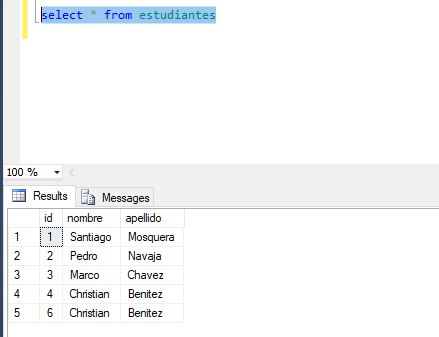 select * from estudiantes
100 %
Results Messages
id nombre apellido
1 1 Santiago Mosquera
2 2 Pedro Navaja
3 3 Marco Chavez
4 4 Christian Benitez
5 6 Christian Benitez